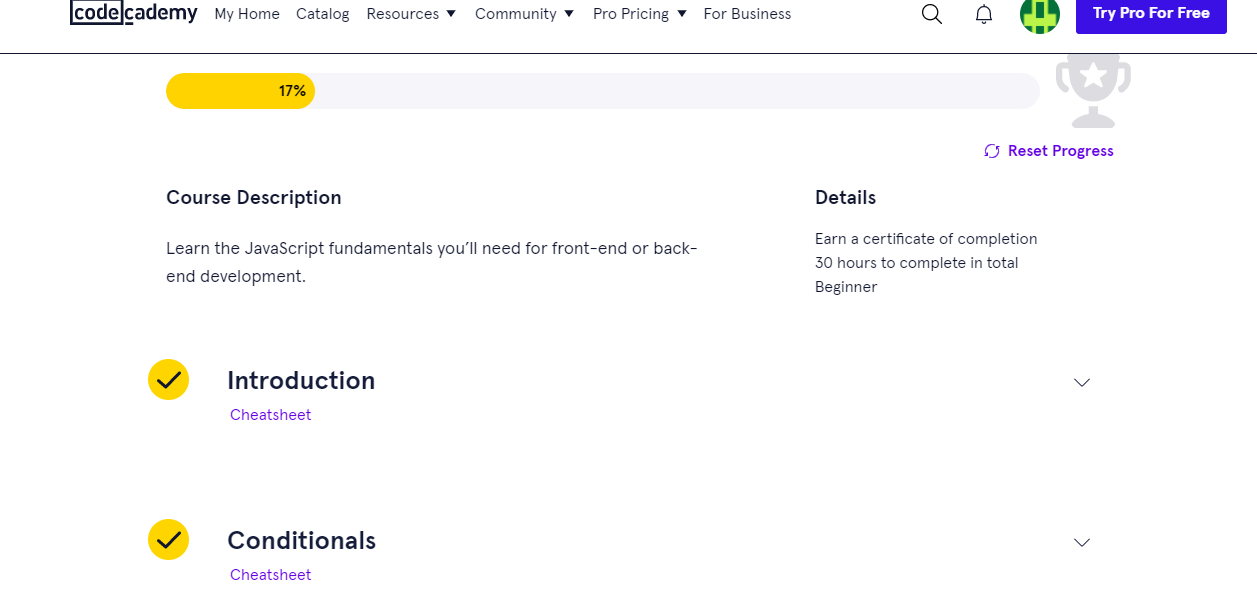 codecademy My Home Catalog Resources Community Pro Pricing For Business Try Pro For Free
17%
Reset Progress
Course Description
Learn the JavaScript fundamentals you’ll need for front-end or back-
end development.
Details
Earn a certificate of completion
30 hours to complete in total
Beginner
Introduction
Cheatsheet
Conditionals
Cheatsheet